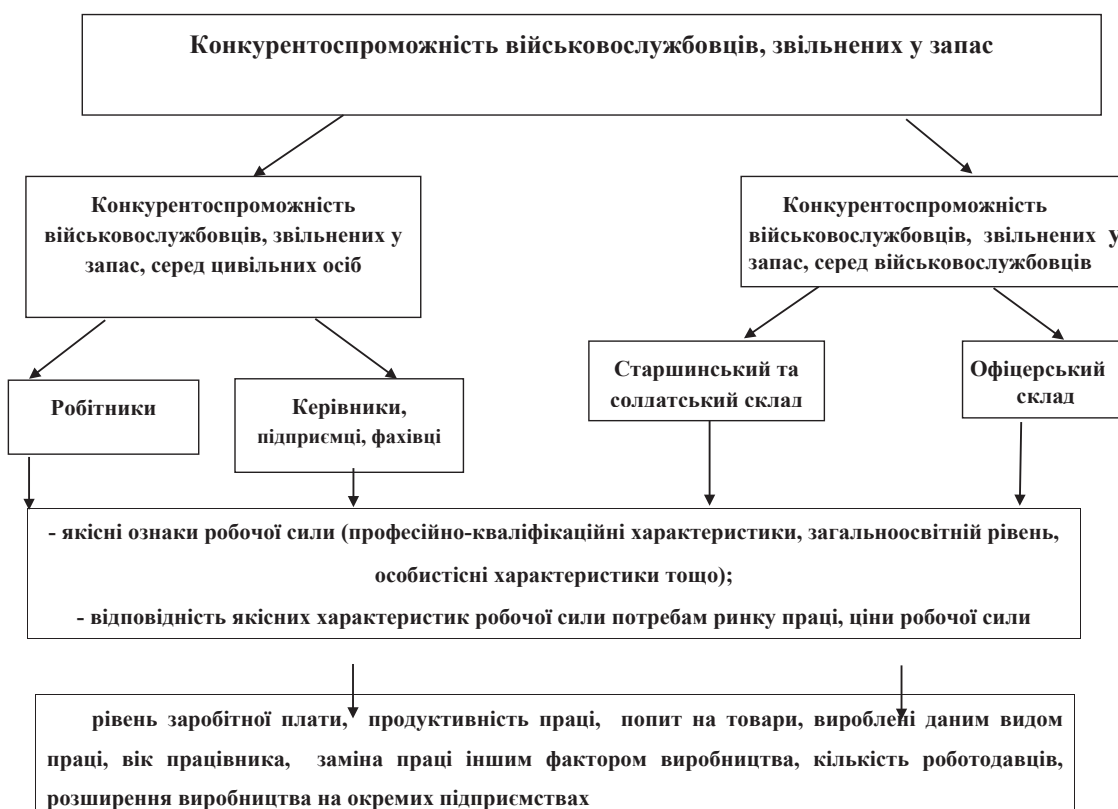 Конкурентоспроможність військовослужбовців, звільнених у запас
Конкурентоспроможність
військовослужбовців, звільнених у
запас, серед цивільних осіб
Конкурентоспроможність
військовослужбовців, звільнених у
запас, серед військовослужбовців
Робітники
Керівники,
підприємці, фахівці
Старшинський та
солдатський склад
Офіцерський
склад
- якісні ознаки робочої сили (професійно-кваліфікаційні характеристики, загальноосвітній рівень,
особистісні характеристики тощо);
- відповідність якісних характеристик робочої сили потребам ринку праці, ціни робочої сили
рівень заробітної плати, продуктивність праці, попит на товари, вироблені даним видом
праці, вік працівника, заміна праці іншим фактором виробництва, кількість роботодавців,
розширення виробництва на окремих підприємствах